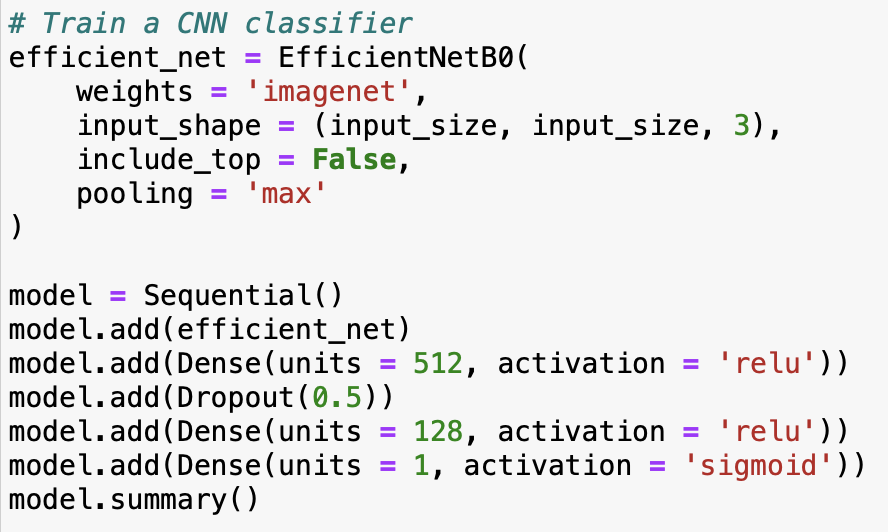 # Train a CNN classifier
efficient_net = EfficientNetB0(
    weights = 'imagenet',
    input_shape = (input_size, input_size, 3),
    include_top = False,
    pooling = 'max'
)

model = Sequential()
model.add(efficient_net)
model.add(Dense(units = 512, activation = 'relu'))
model.add(Dropout(0.5))
model.add(Dense(units = 128, activation = 'relu'))
model.add(Dense(units = 1, activation = 'sigmoid'))
model.summary()